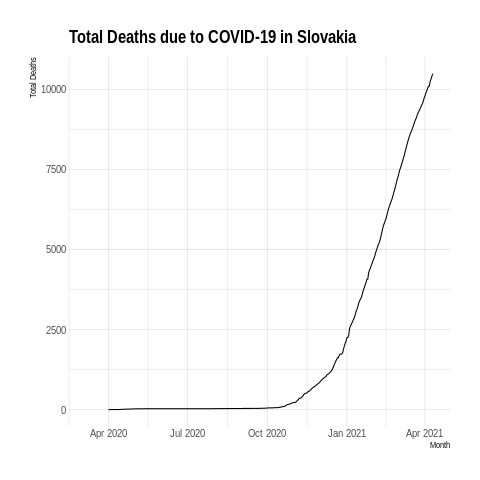 Total Deaths due to COVID-19 in Slovakia
Total Deaths
10000
7500
5000
2500
0
Apr 2020 Jul 2020 Oct 2020 Jan 2021 Apr 2021
Month